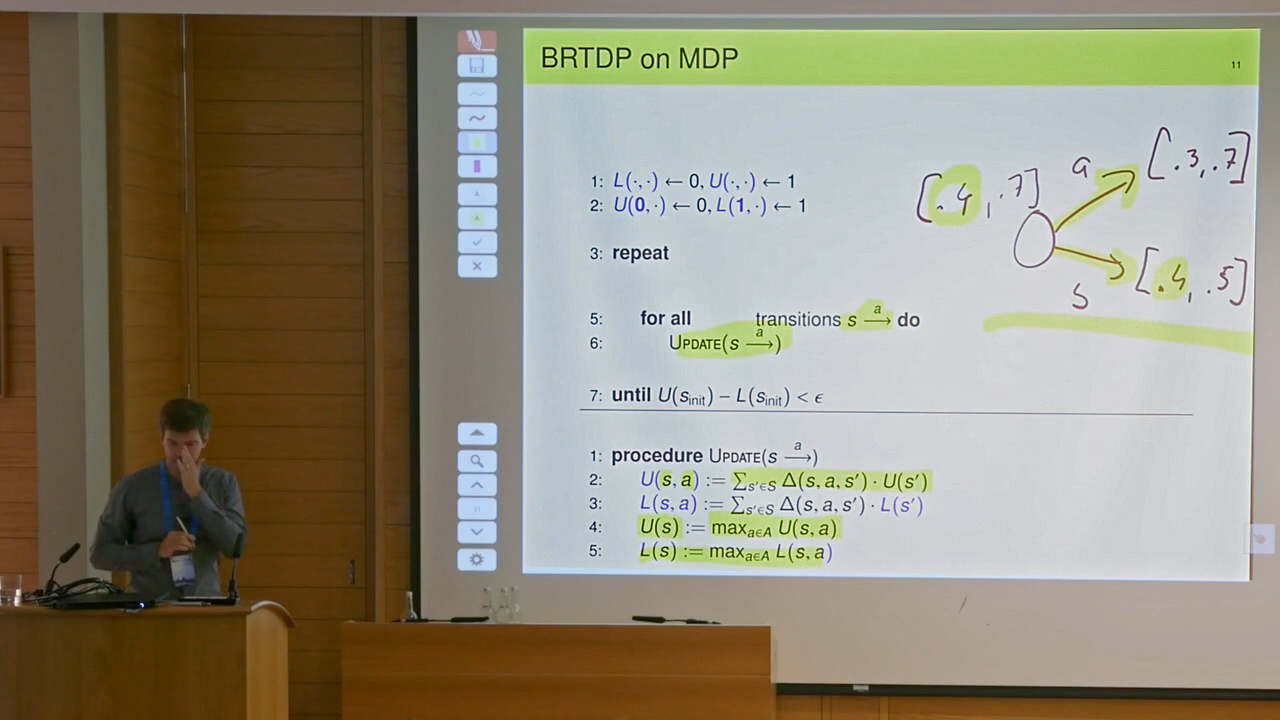 BRTDP on MDP
11
1: L(·,·) ← 0, U(·,·) ← 1
2: U(0,·) ← 0, L(1,·) ← 1
3: repeat
5: for all transitions s —a→ do
6: UPDATE(s —a→)
7: until U(s_init) − L(s_init) < ϵ
1: procedure UPDATE(s —a→)
2: U(s, a) := ∑_{s′∈S} Δ(s, a, s′) · U(s′)
3: L(s, a) := ∑_{s′∈S} Δ(s, a, s′) · L(s′)
4: U(s) := max_{a∈A} U(s, a)
5: L(s) := max_{a∈A} L(s, a)
[.4, .7]
a
[.3, .7]
b
[.4, .5]